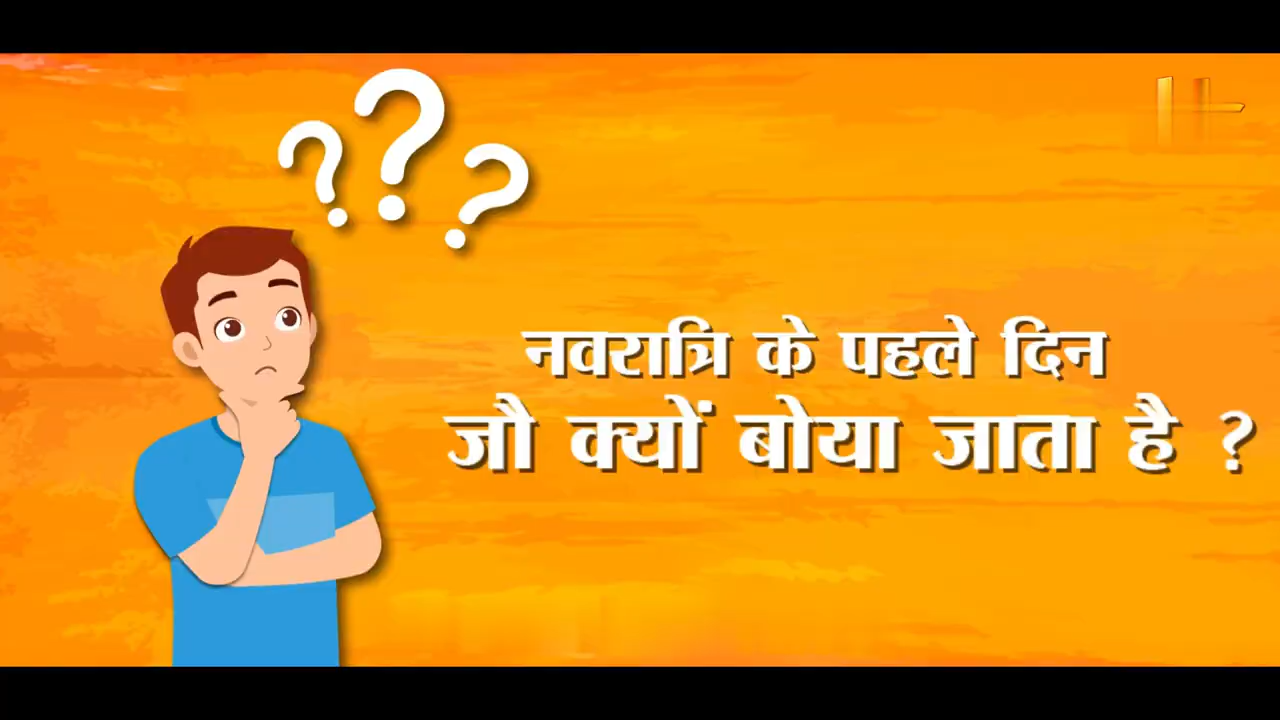 ? ? ?
नवरात्रि के पहले दिन
जौ क्यों बोया जाता है ?